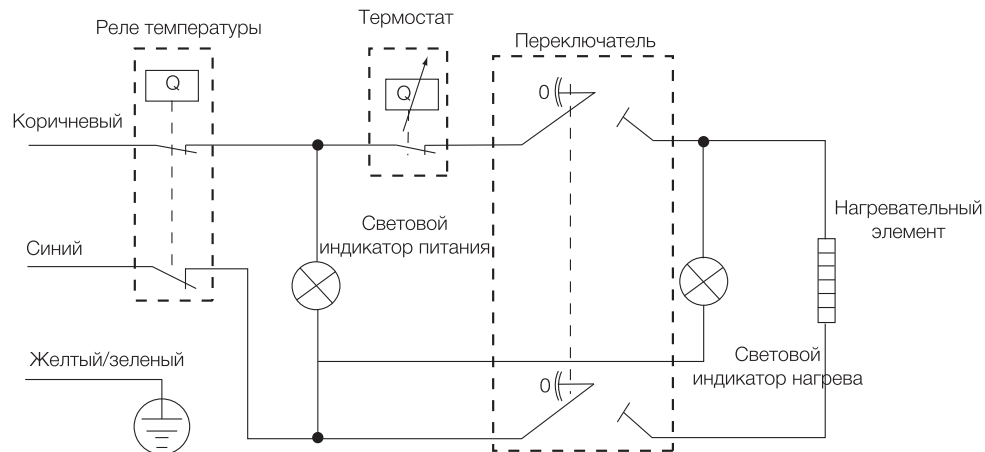 Реле температуры
Термостат
Переключатель
Q
Q
0
Коричневый
Световой
индикатор питания
Нагревательный
элемент
Синий
Желтый/зеленый
0
Световой
индикатор нагрева